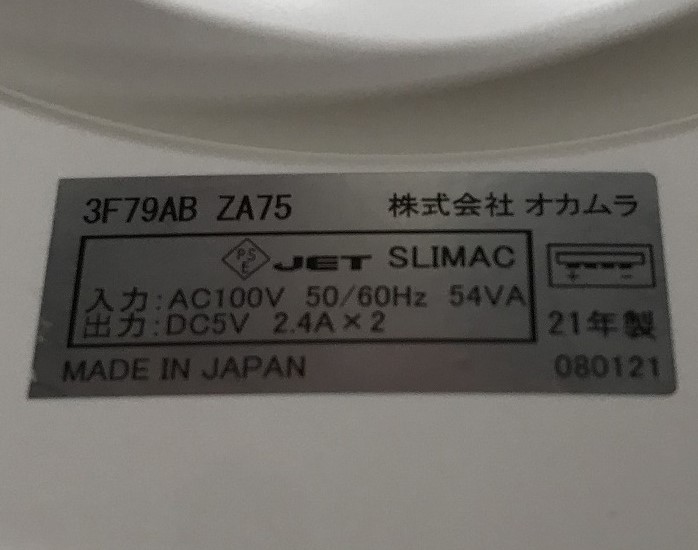 3F79AB ZA75 株式会社 オカムラ
PSE JET SLIMAC
入力:AC100V 50/60Hz 54VA
出力:DC5V 2.4A×2
+ −
21年製
MADE IN JAPAN 080121